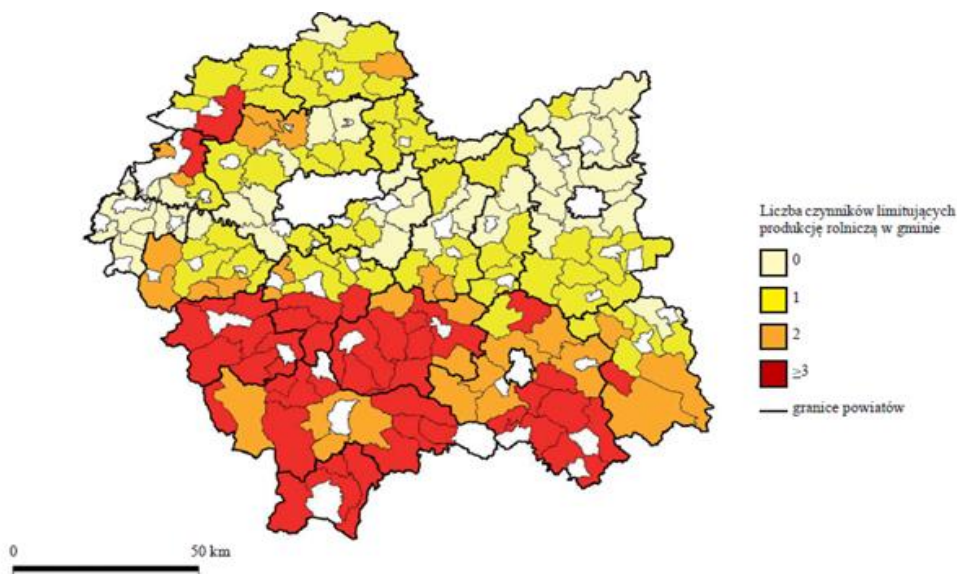 Liczba czynników limitujących
produkcję rolniczą w gminie
0
1
2
≥3
granice powiatów
0 50 km